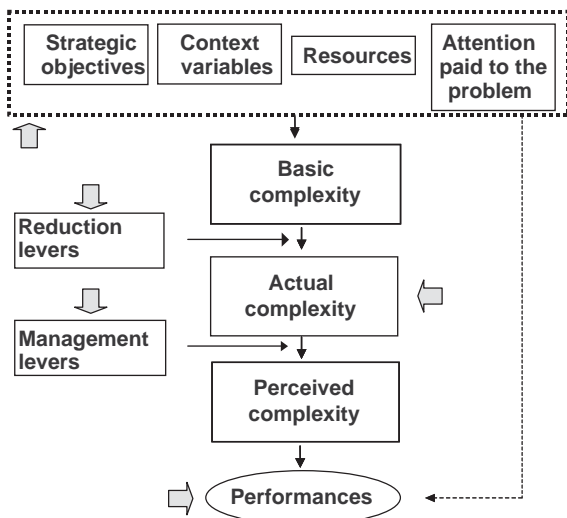 Strategic
objectives
Context
variables
Resources
Attention
paid to the
problem
Basic
complexity
Reduction
levers
Actual
complexity
Management
levers
Perceived
complexity
Performances